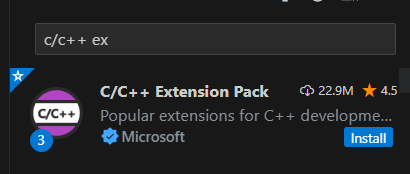 c/c++ ex
C/C++ Extension Pack 22.9M 4.5
C/C++
Popular extensions for C++ developme...
3
Microsoft Install